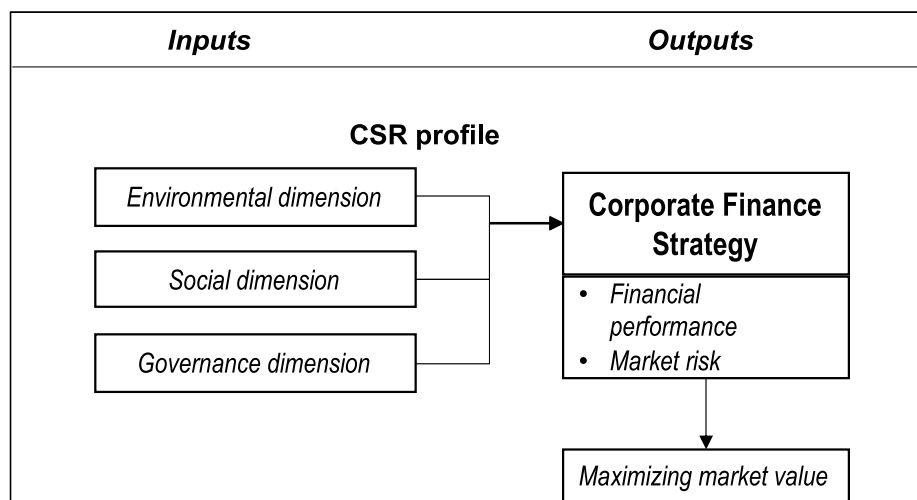 Inputs
Outputs
CSR profile
Environmental dimension
Social dimension
Governance dimension
Corporate Finance
Strategy
• Financial
performance
• Market risk
Maximizing market value